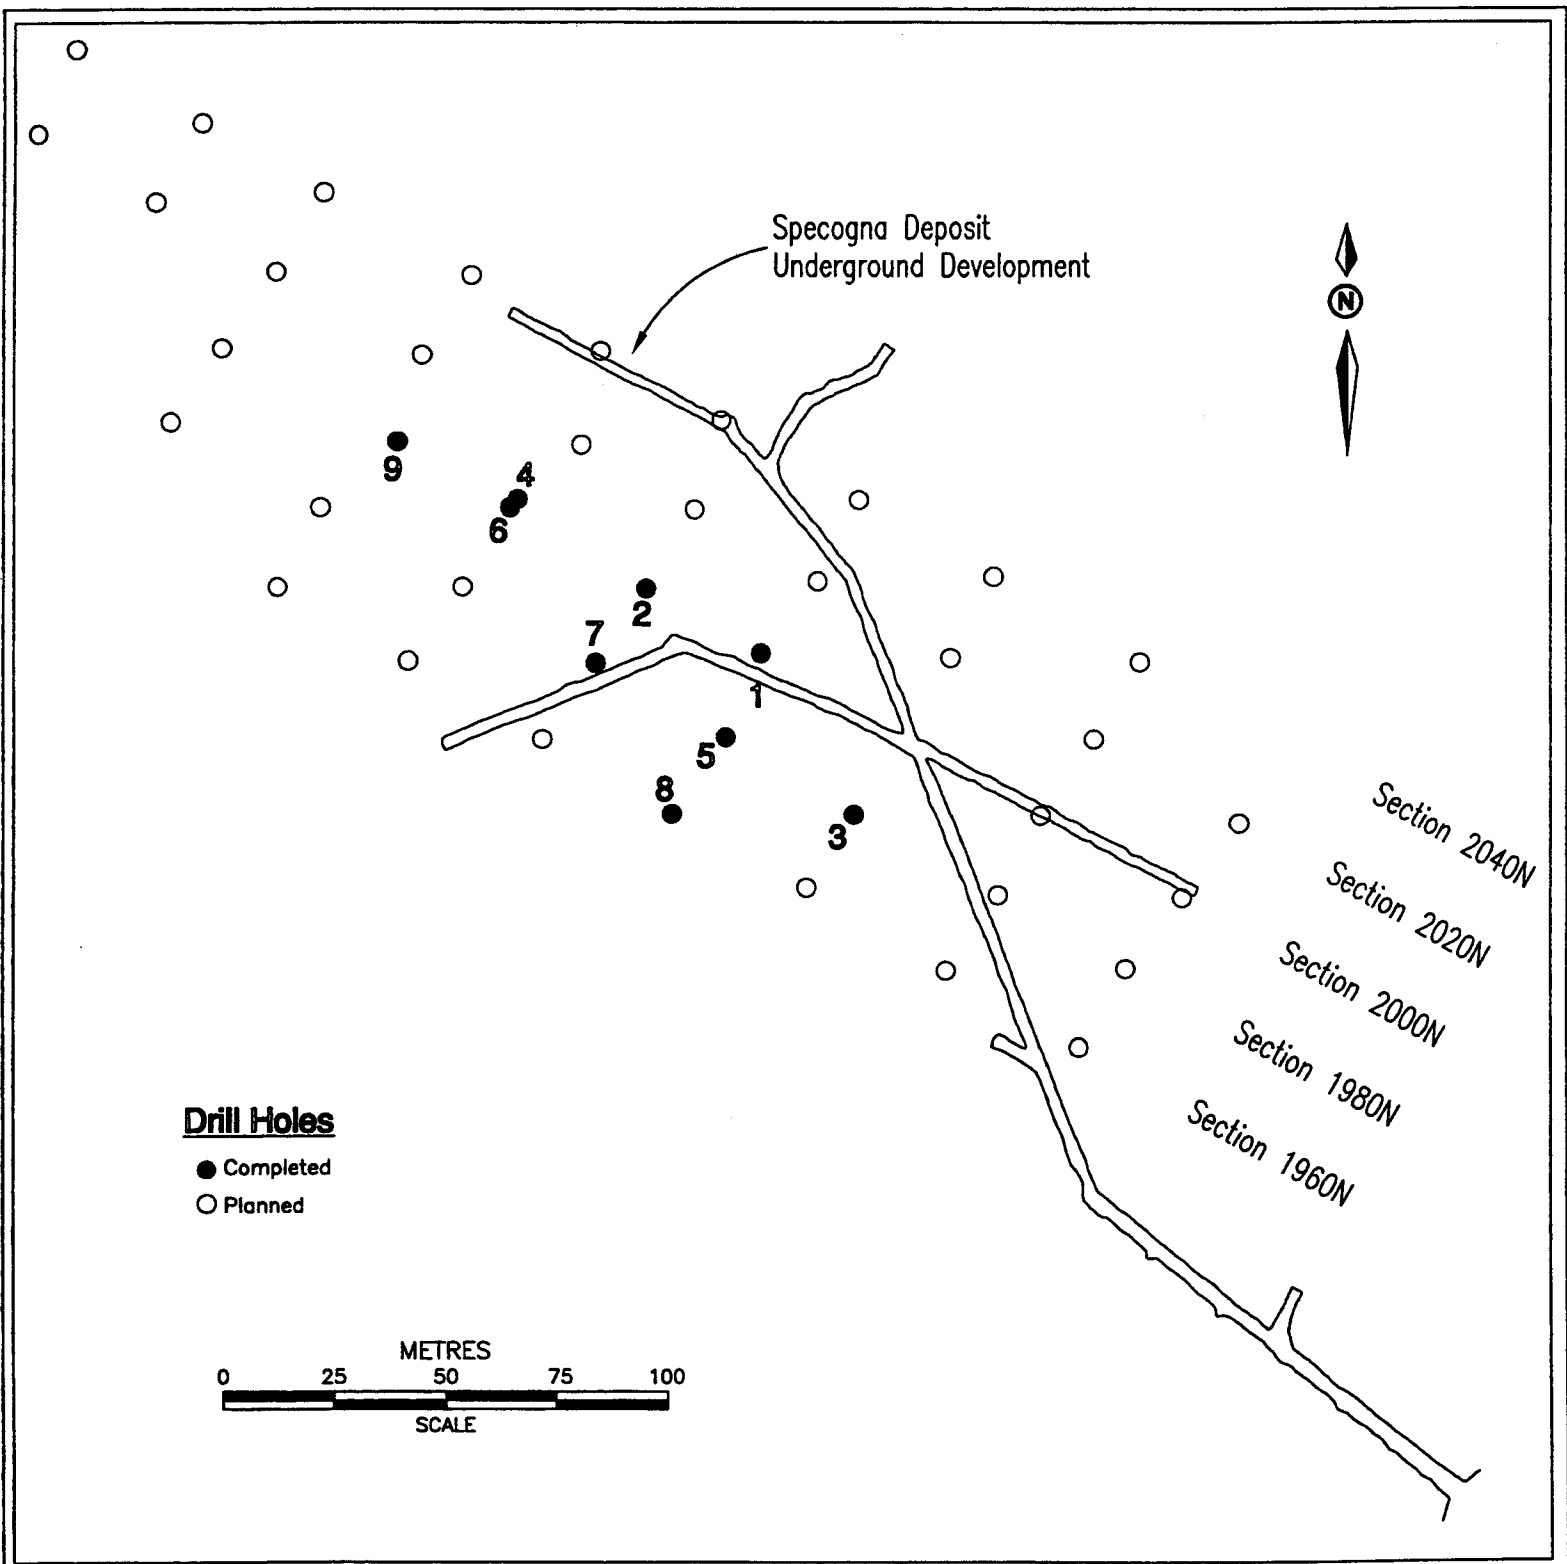 Specogna Deposit
Underground Development
N
9
4
6
2
7
1
5
8
3
Section 2040N
Section 2020N
Section 2000N
Section 1980N
Section 1960N
Drill Holes
Completed
Planned
METRES
0 25 50 75 100
SCALE